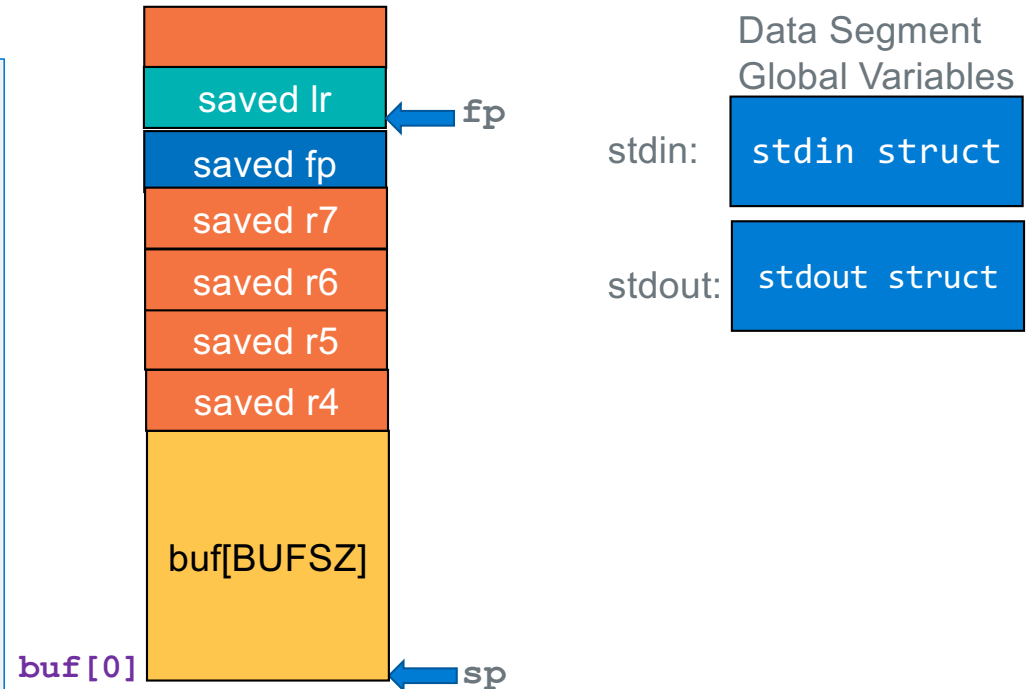 saved lr
fp
saved fp
saved r7
saved r6
saved r5
saved r4
buf[BUFSZ]
buf[0]
sp
Data Segment
Global Variables
stdin:
stdin struct
stdout:
stdout struct